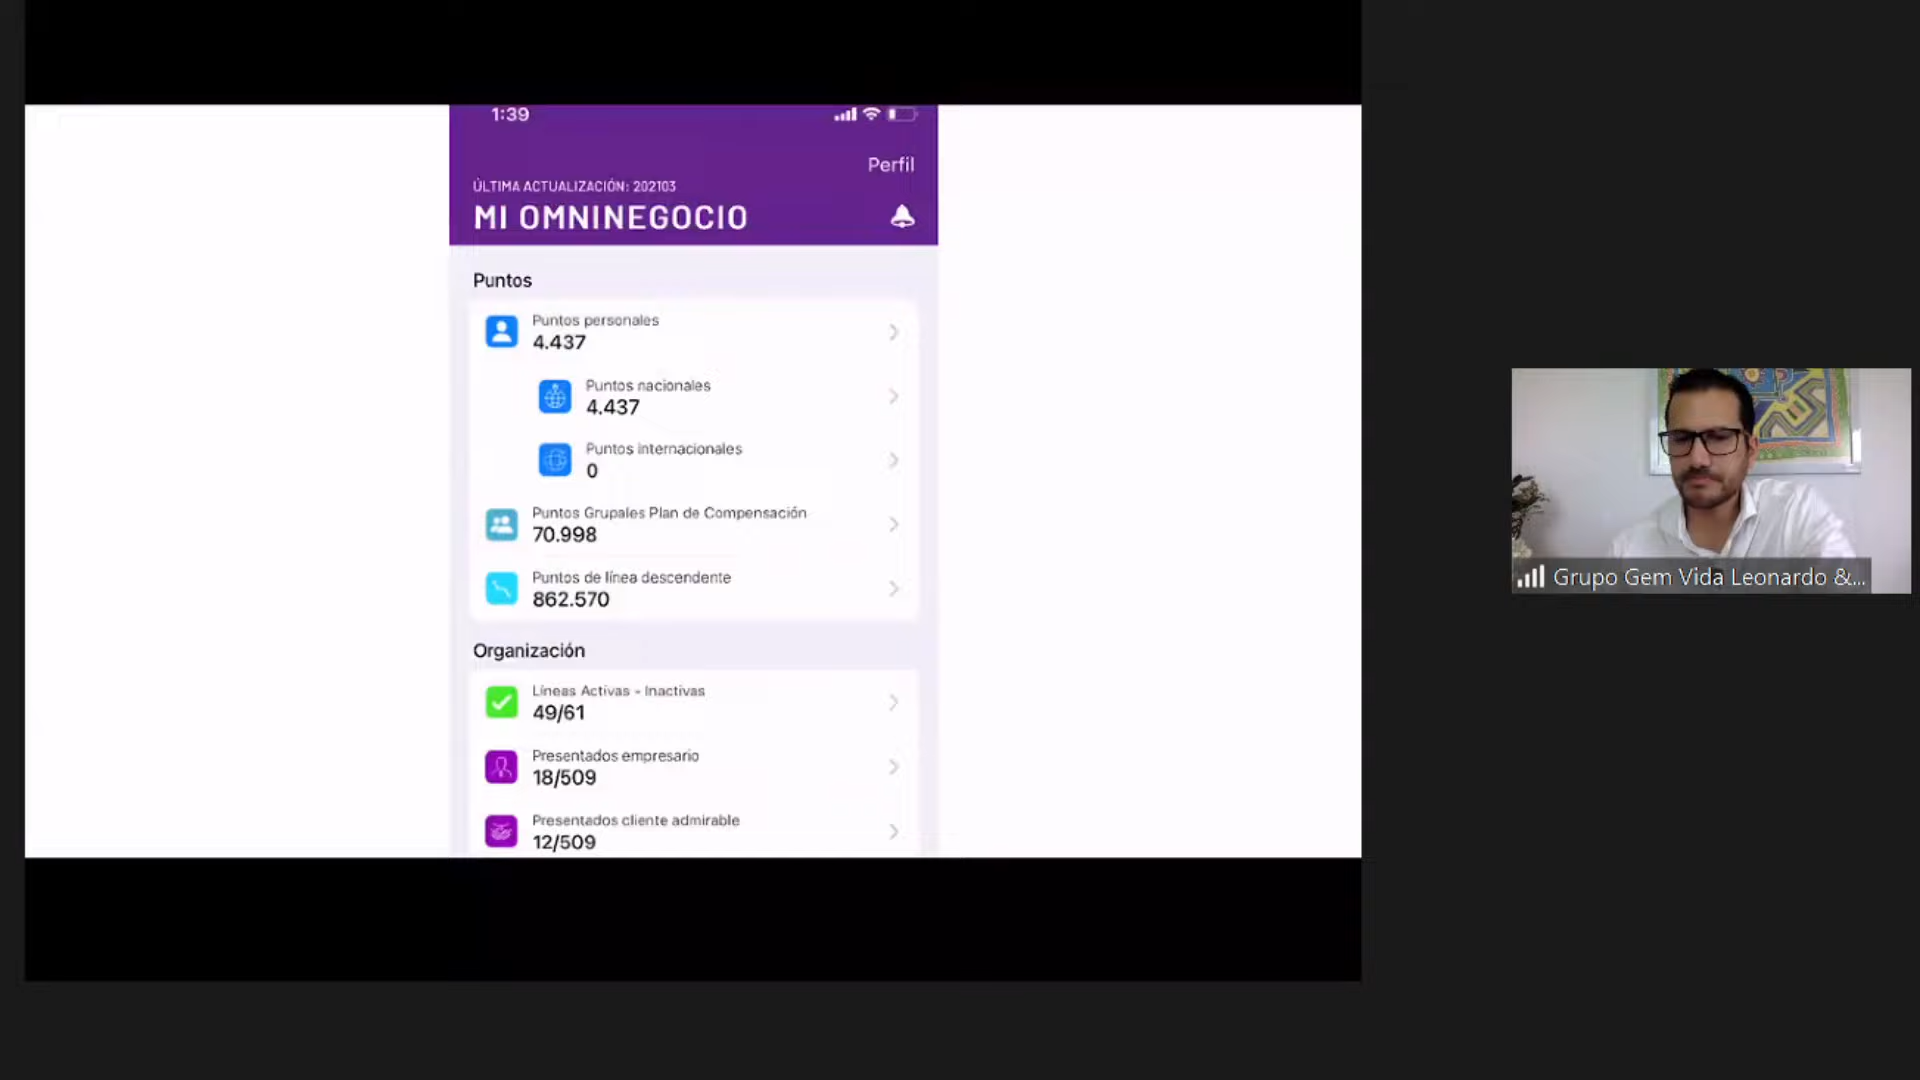 1:39
Perfil
ÚLTIMA ACTUALIZACIÓN: 202103
MI OMNINEGOCIO
Puntos
Puntos personales
4.437
Puntos nacionales
4.437
Puntos internacionales
0
Puntos Grupales Plan de Compensación
70.998
Puntos de línea descendente
862.570
Organización
Líneas Activas - Inactivas
49/61
Presentados empresario
18/509
Presentados cliente admirable
12/509
Grupo Gem Vida Leonardo &...